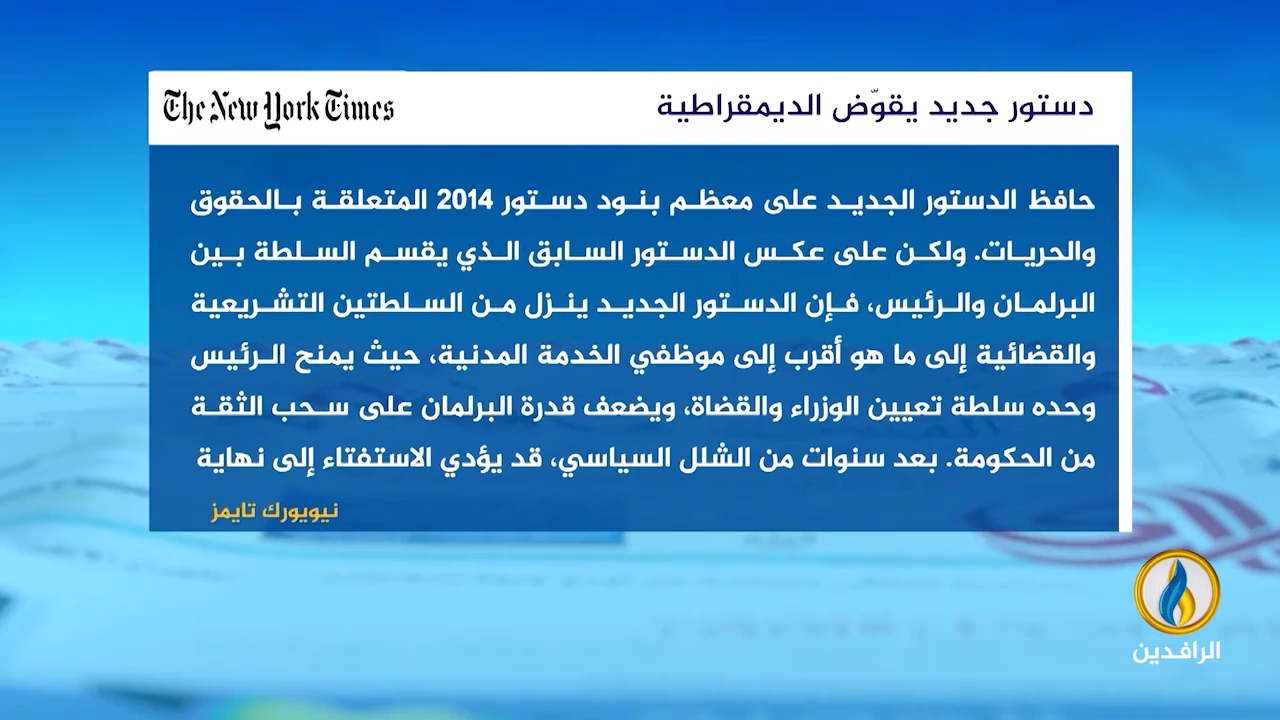 The New York Times
دستور جديد يقوّض الديمقراطية
حافظ الدستور الجديد على معظم بنود دستور 2014 المتعلقة بالحقوق
والحريات. ولكن على عكس الدستور السابق الذي يقسم السلطة بين
البرلمان والرئيس، فإن الدستور الجديد ينزل من السلطتين التشريعية
والقضائية إلى ما هو أقرب إلى موظفي الخدمة المدنية، حيث يمنح الرئيس
وحده سلطة تعيين الوزراء والقضاة، ويضعف قدرة البرلمان على سحب الثقة
من الحكومة. بعد سنوات من الشلل السياسي، قد يؤدي الاستفتاء إلى نهاية
نيويورك تايمز
الرافدين